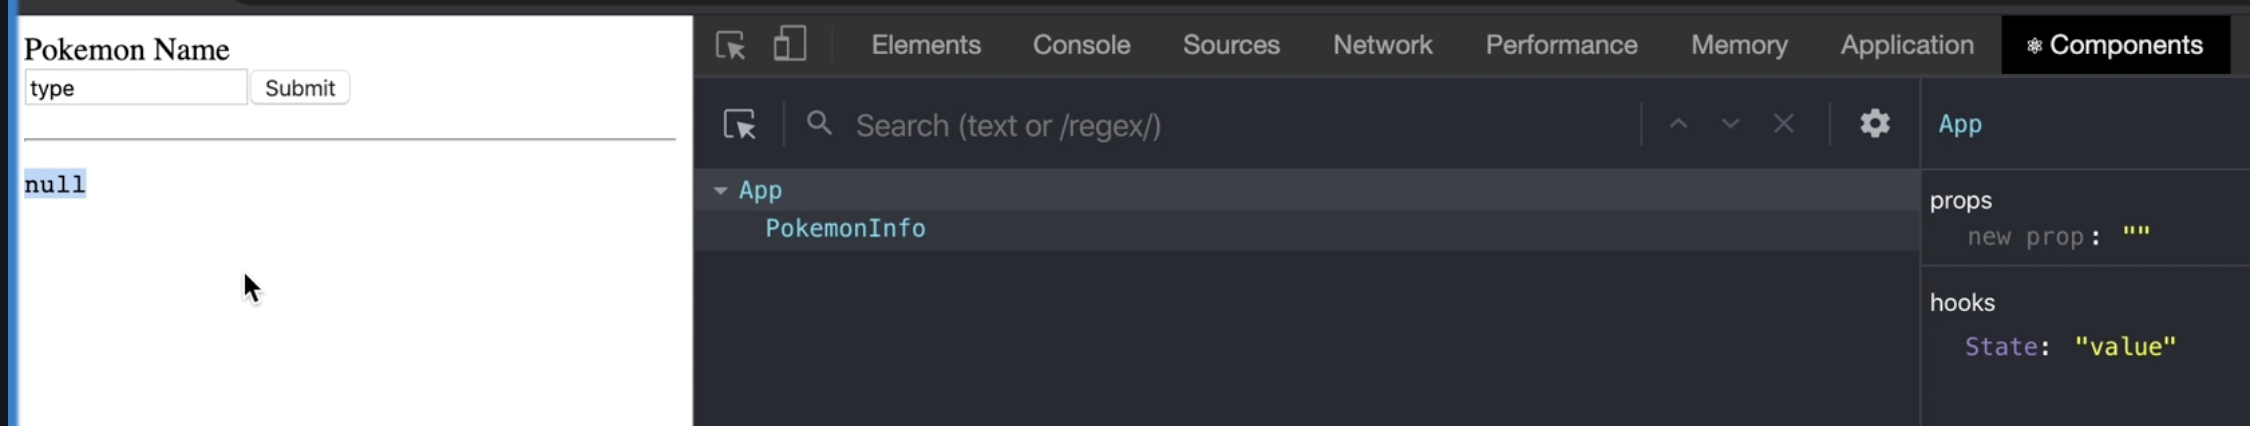 Pokemon Name
type Submit
null
Elements Console Sources Network Performance Memory Application Components
Search (text or /regex/)
App
PokemonInfo
App
props
new prop: ""
hooks
State: "value"